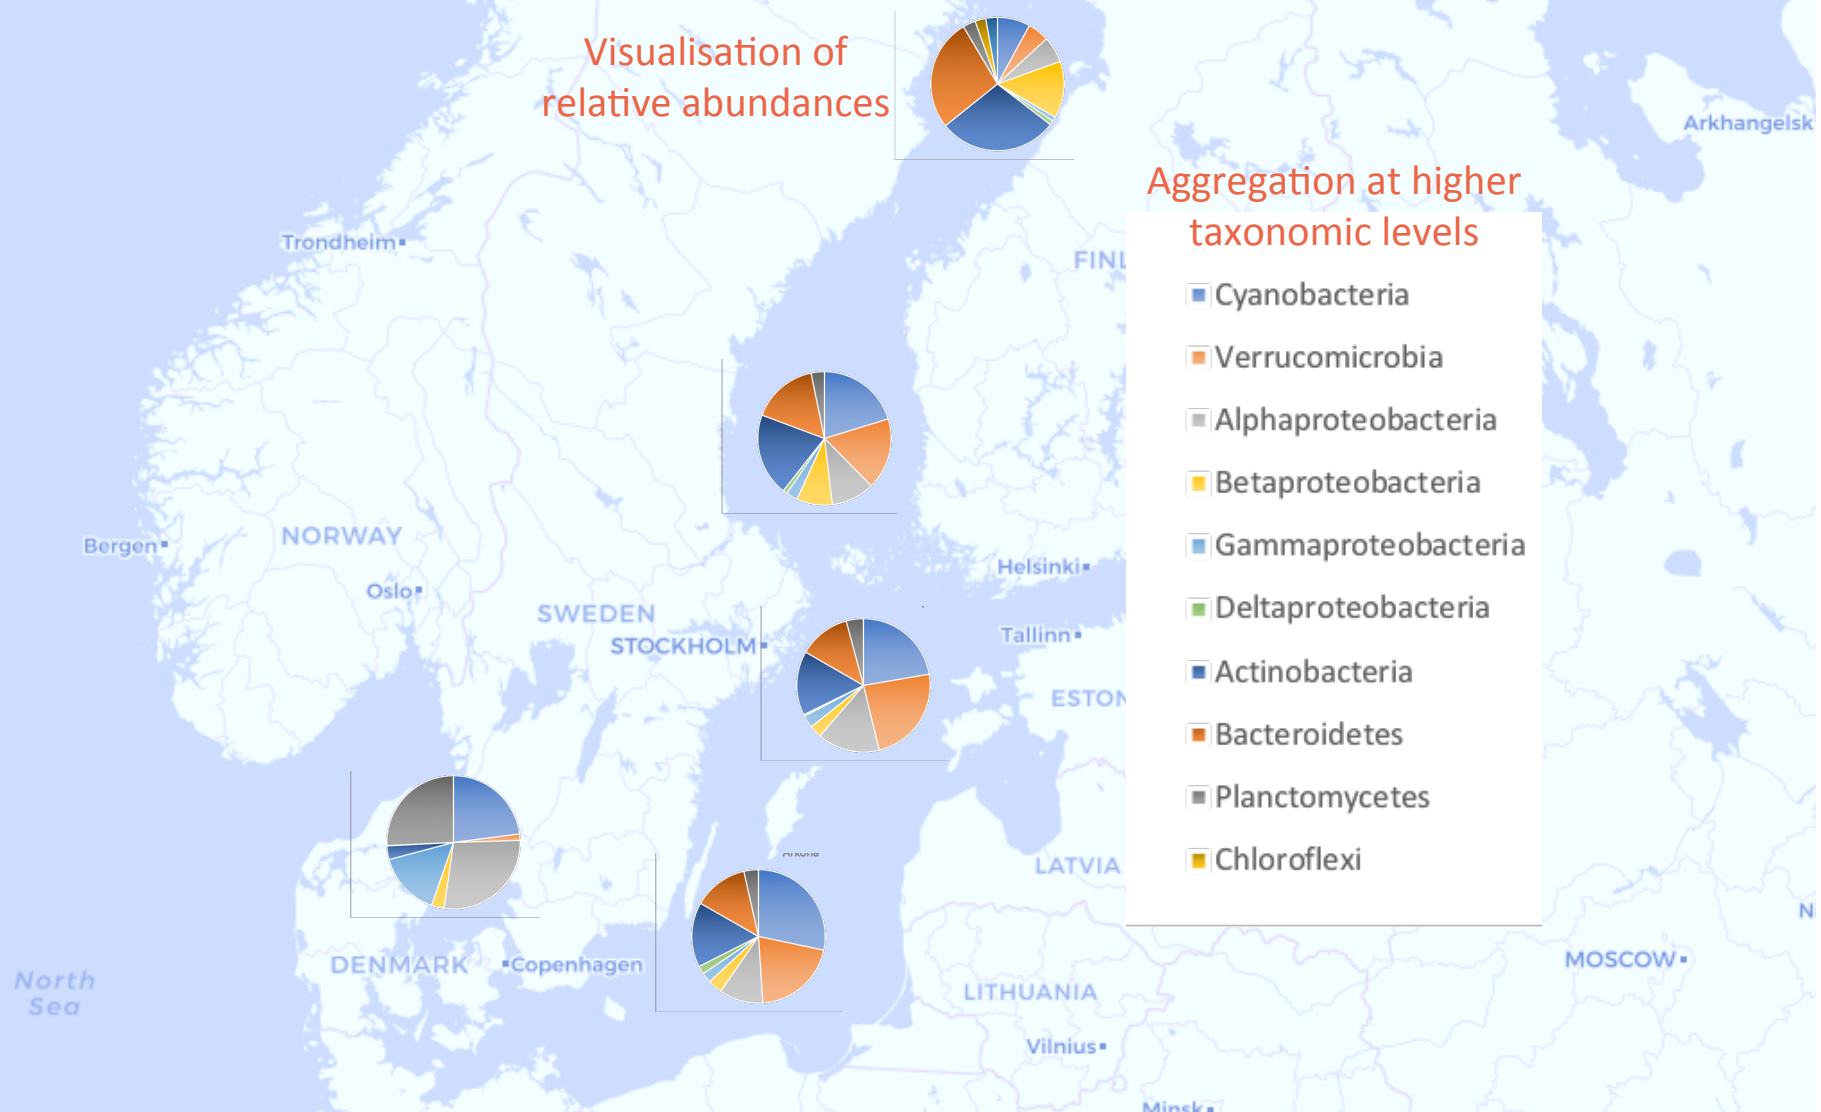 Visualisation of
relative abundances
Arkhangelsk
Aggregation at higher
taxonomic levels
Trondheim
Cyanobacteria
Verrucomicrobia
Alphaproteobacteria
Betaproteobacteria
Gammaproteobacteria
Deltaproteobacteria
Actinobacteria
Bacteroidetes
Planctomycetes
Chloroflexi
FINL
NORWAY
Bergen
Oslo
Helsinki
SWEDEN
STOCKHOLM
Tallinn
ESTON
Arkona
LATVIA
DENMARK
Copenhagen
North
Sea
LITHUANIA
MOSCOW
Ni
Vilnius
Minsk